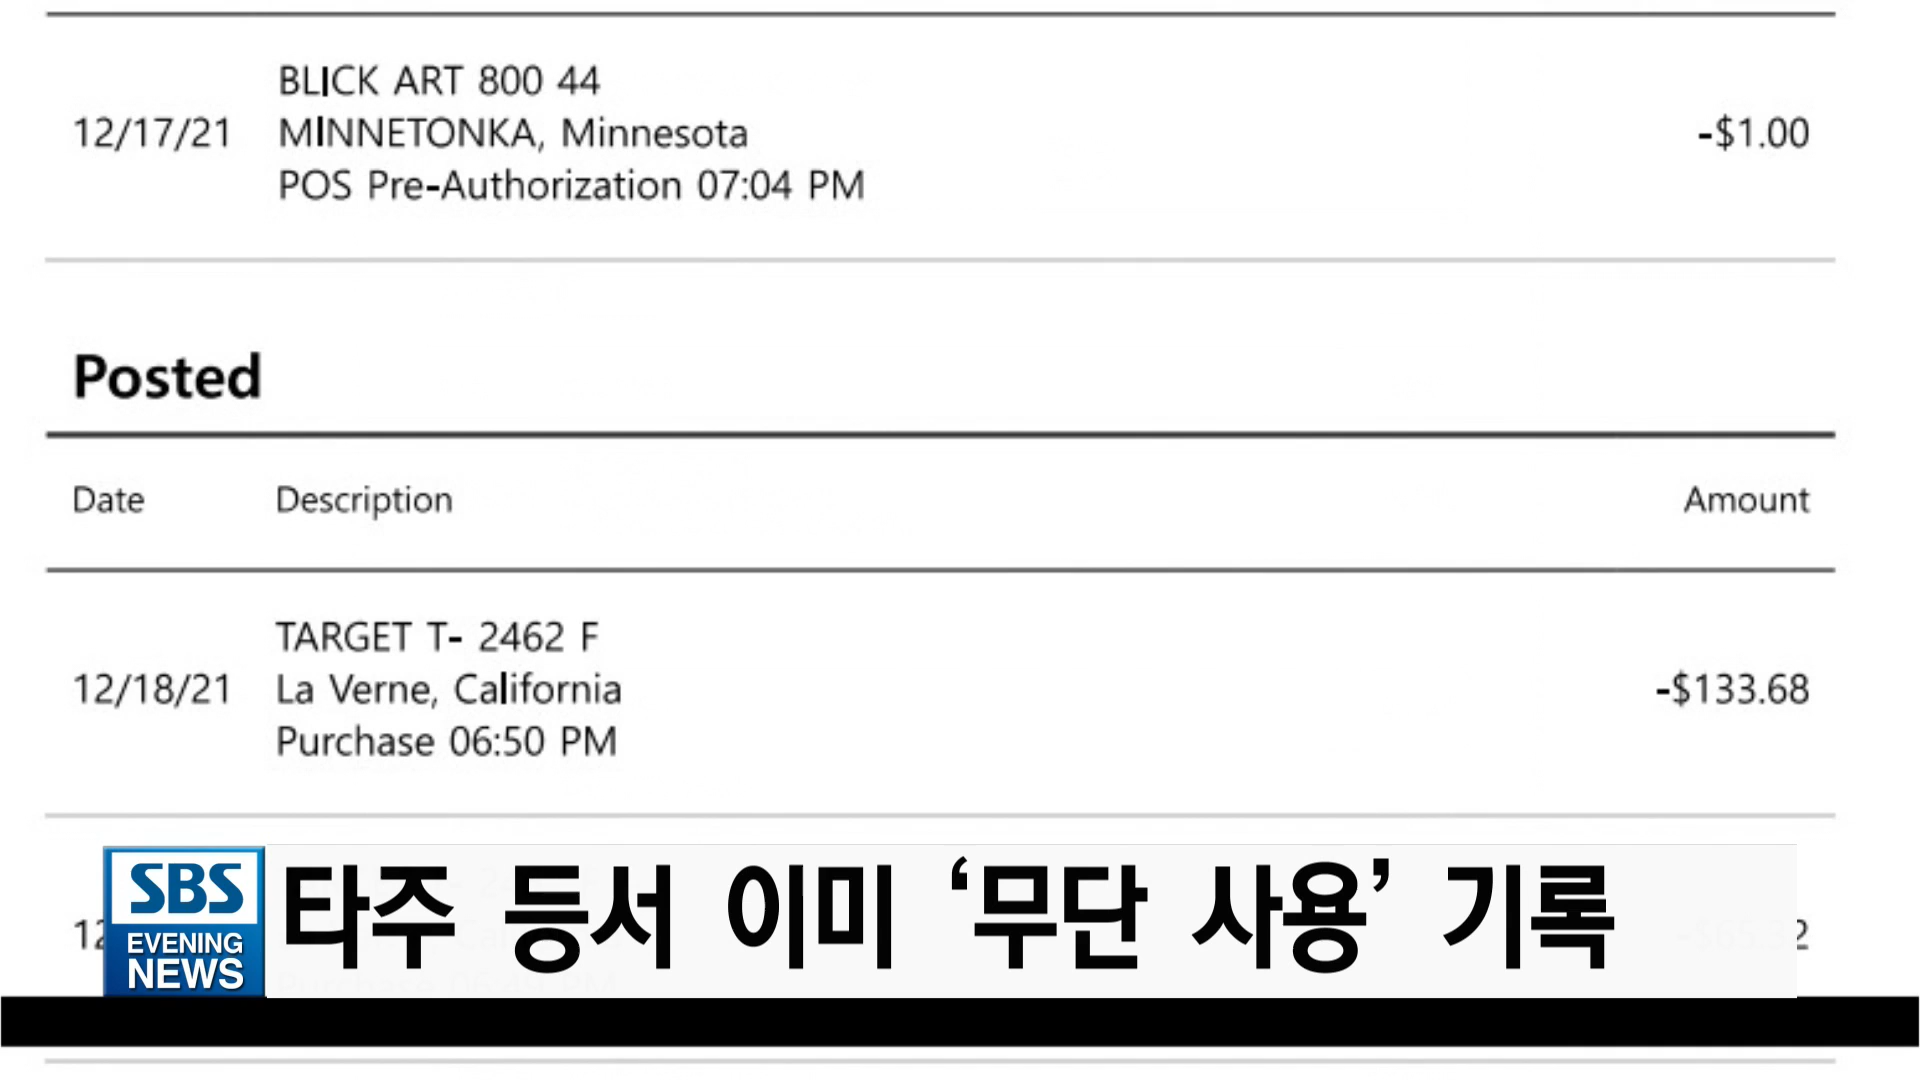 BLICK ART 800 44
12/17/21 MINNETONKA, Minnesota -$1.00
POS Pre-Authorization 07:04 PM
Posted
Date Description Amount
TARGET T- 2462 F
12/18/21 La Verne, California -$133.68
Purchase 06:50 PM
SBS
EVENING
NEWS
타주 등서 이미 ‘무단 사용’ 기록